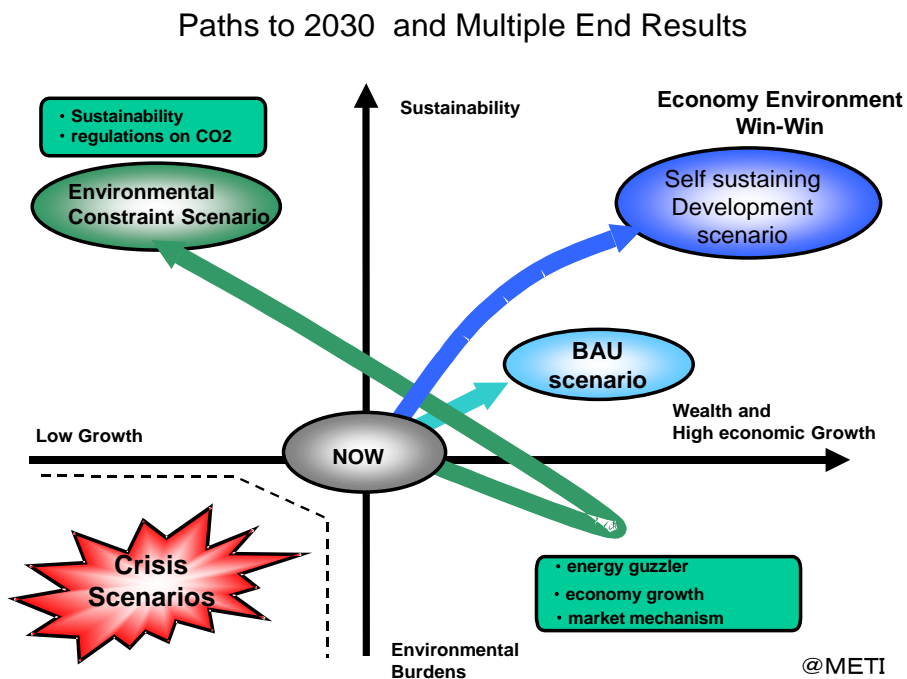 Paths to 2030 and Multiple End Results
・Sustainability
・regulations on CO2
Sustainability
Economy Environment
Win-Win
Environmental
Constraint Scenario
Self sustaining
Development
scenario
BAU
scenario
Low Growth
NOW
Wealth and
High economic Growth
Crisis
Scenarios
・energy guzzler
・economy growth
・market mechanism
Environmental
Burdens
@METI